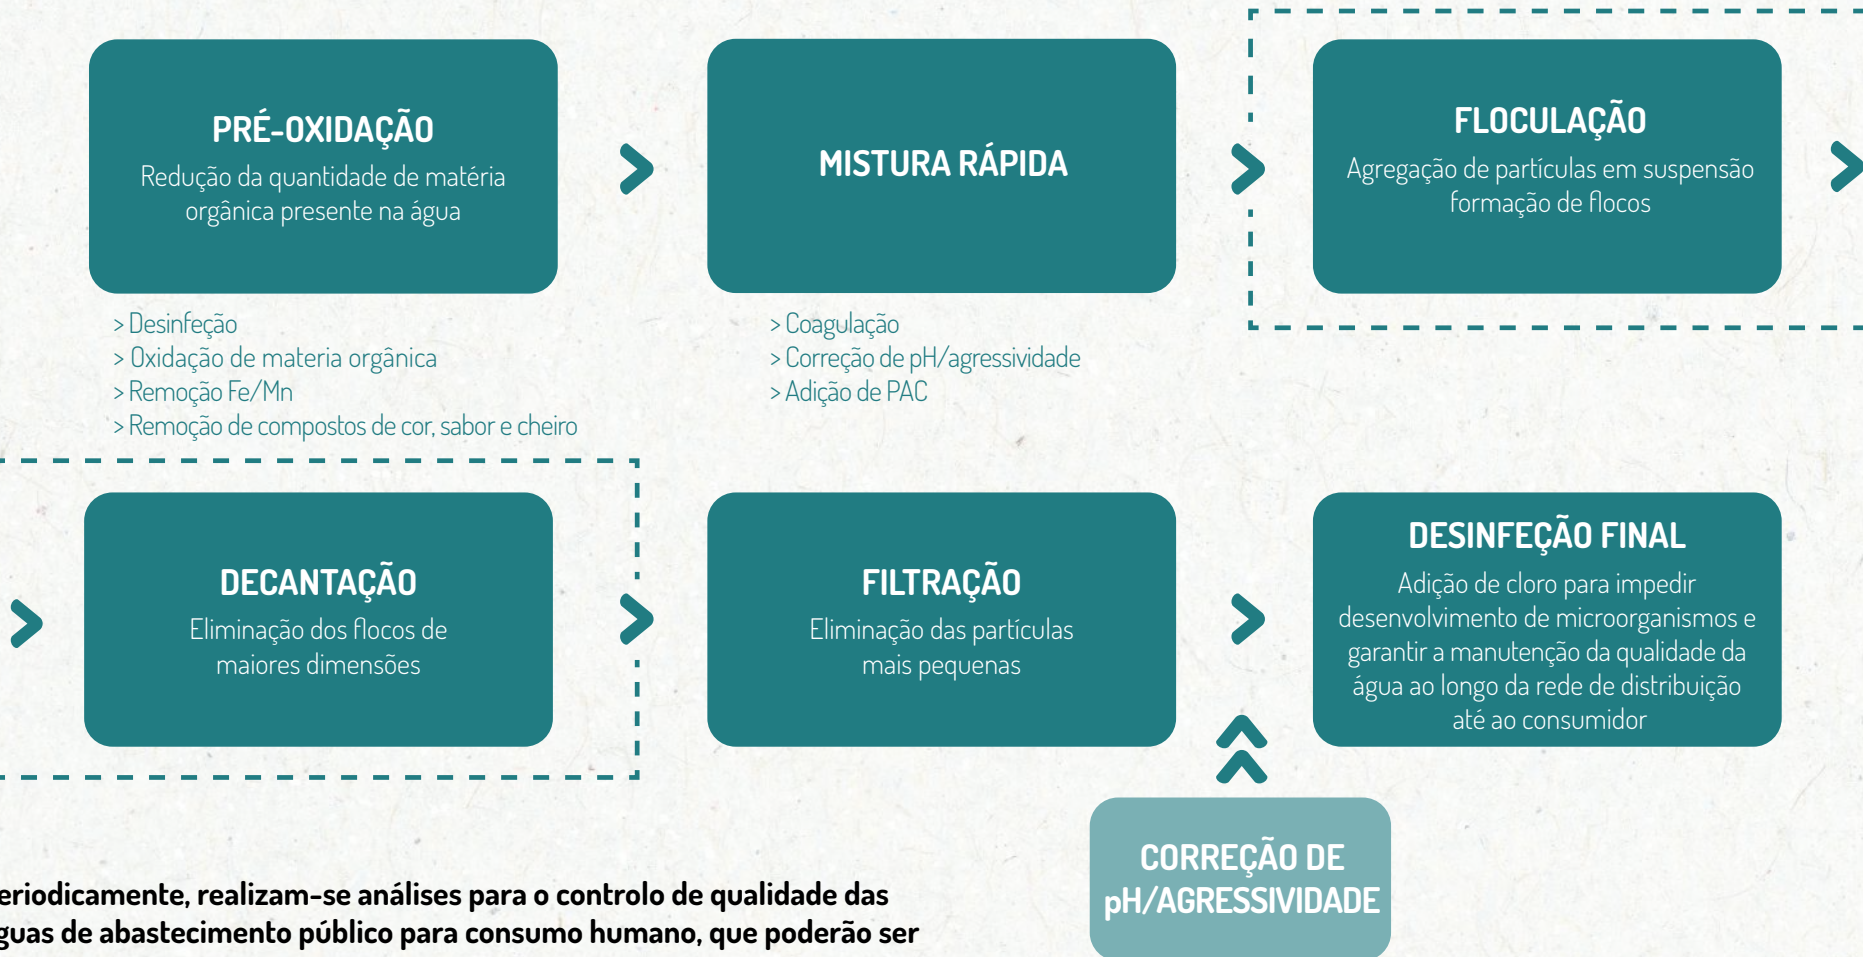 PRÉ-OXIDAÇÃO
Redução da quantidade de matéria
orgânica presente na água
> Desinfeção
> Oxidação de materia orgânica
> Remoção Fe/Mn
> Remoção de compostos de cor, sabor e cheiro
MISTURA RÁPIDA
> Coagulação
> Correção de pH/agressividade
> Adição de PAC
FLOCULAÇÃO
Agregação de partículas em suspensão
formação de flocos
DECANTAÇÃO
Eliminação dos flocos de
maiores dimensões
FILTRAÇÃO
Eliminação das partículas
mais pequenas
DESINFEÇÃO FINAL
Adição de cloro para impedir
desenvolvimento de microorganismos e
garantir a manutenção da qualidade da
água ao longo da rede de distribuição
até ao consumidor
CORREÇÃO DE
pH/AGRESSIVIDADE
eriodicamente, realizam-se análises para o controlo de qualidade das
guas de abastecimento público para consumo humano, que poderão ser